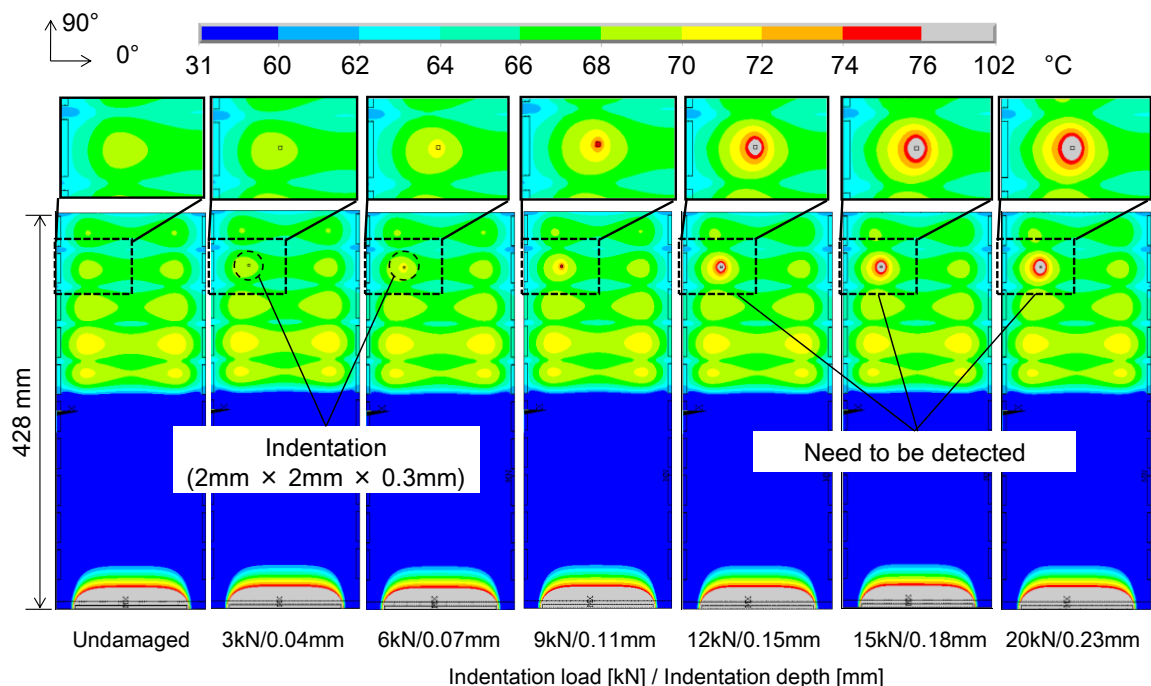 90°
0°
31 60 62 64 66 68 70 72 74 76 102 °C
428 mm
Indentation
(2mm × 2mm × 0.3mm)
Need to be detected
Undamaged 3kN/0.04mm 6kN/0.07mm 9kN/0.11mm 12kN/0.15mm 15kN/0.18mm 20kN/0.23mm
Indentation load [kN] / Indentation depth [mm]